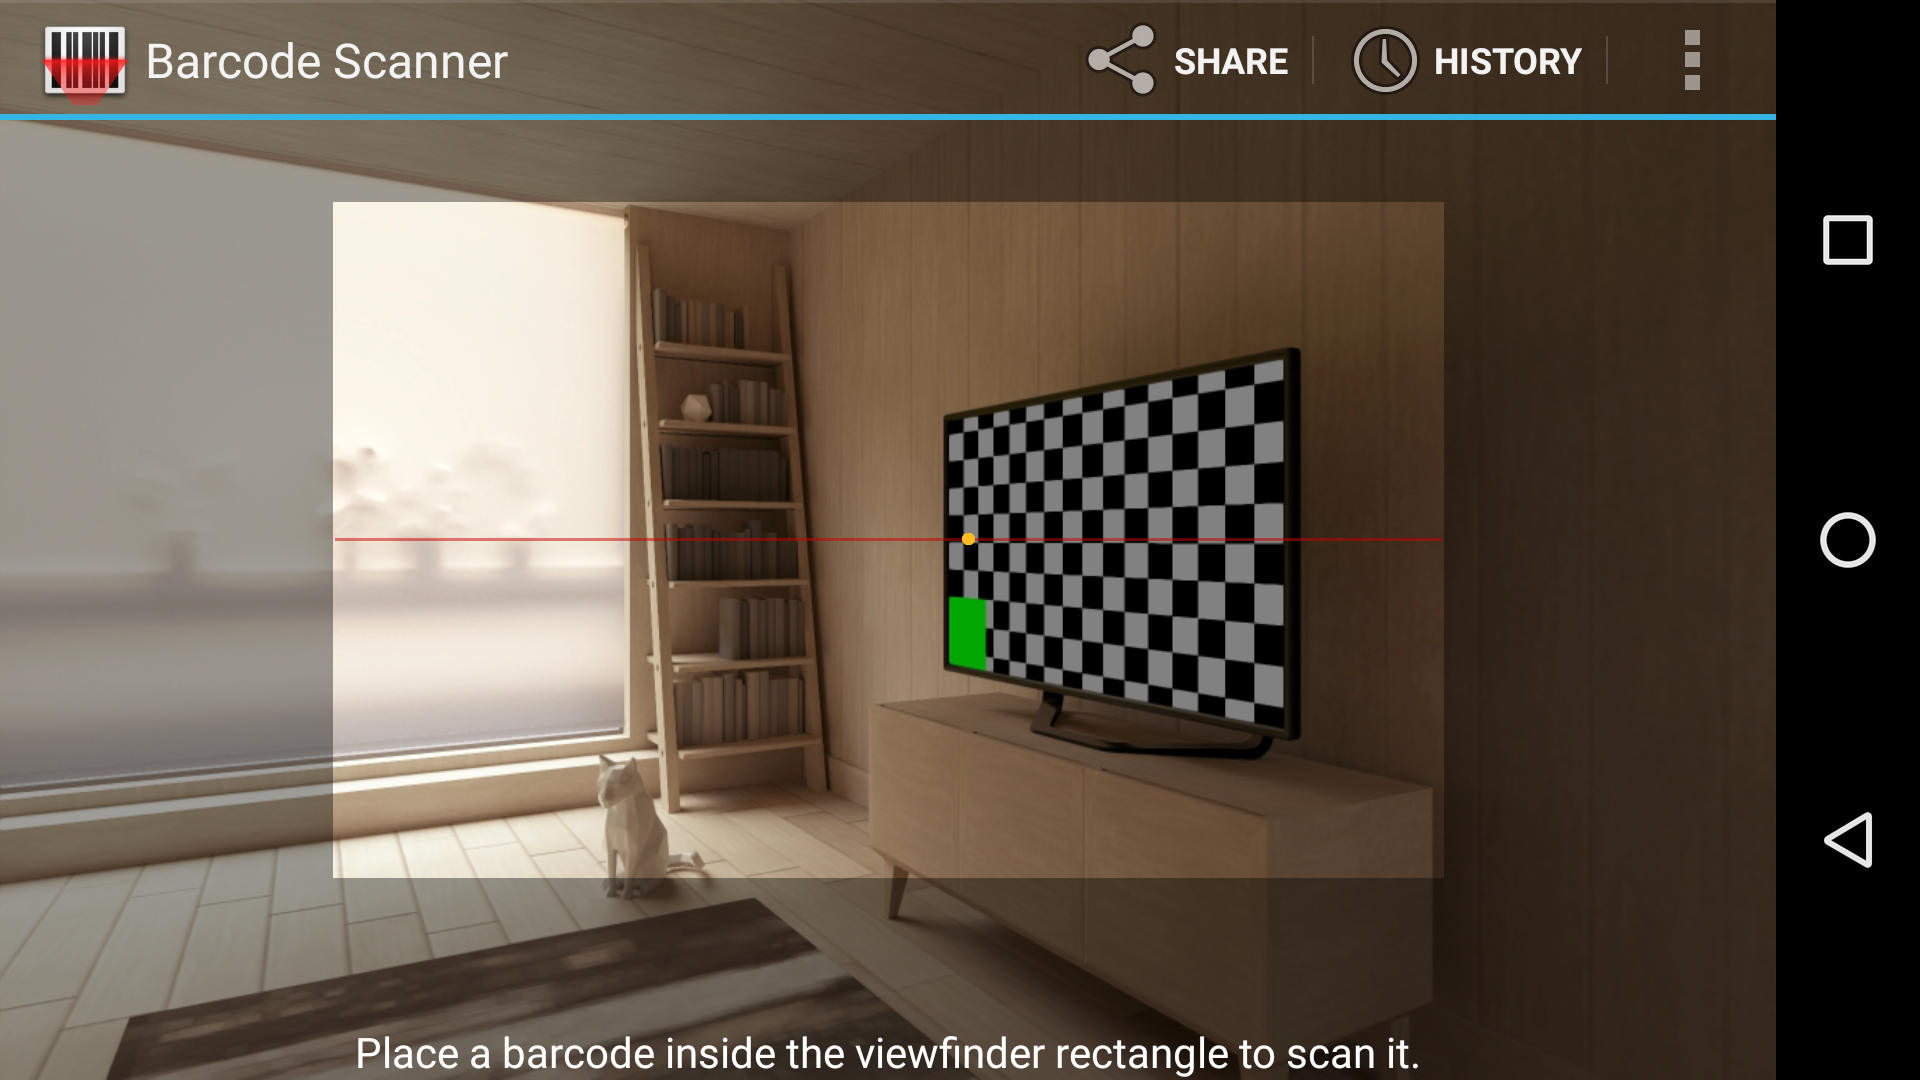 Barcode Scanner
SHARE
HISTORY
Place a barcode inside the viewfinder rectangle to scan it.